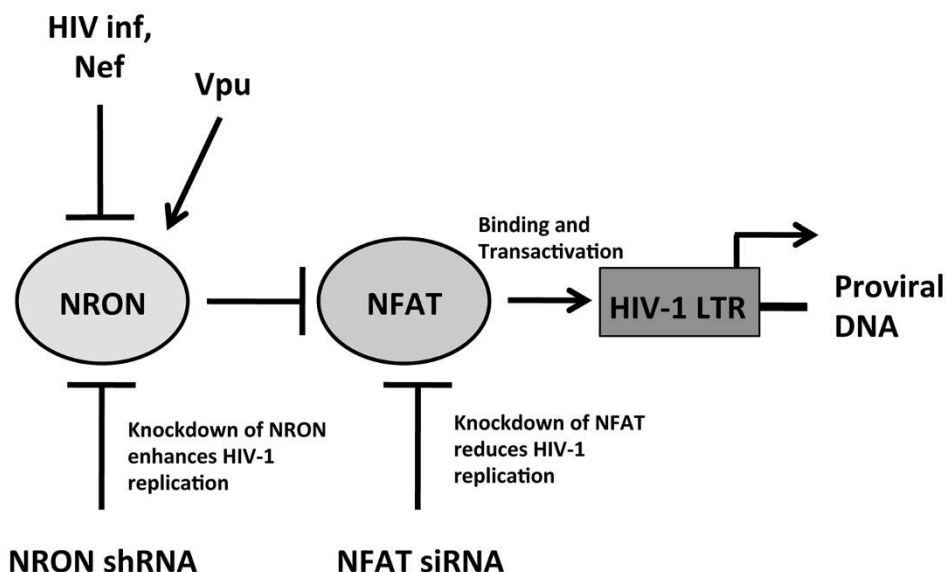 HIV inf,
Nef
Vpu
Binding and
Transactivation
NRON
NFAT
HIV-1 LTR
Proviral
DNA
Knockdown of NRON
enhances HIV-1
replication
Knockdown of NFAT
reduces HIV-1
replication
NRON shRNA
NFAT siRNA